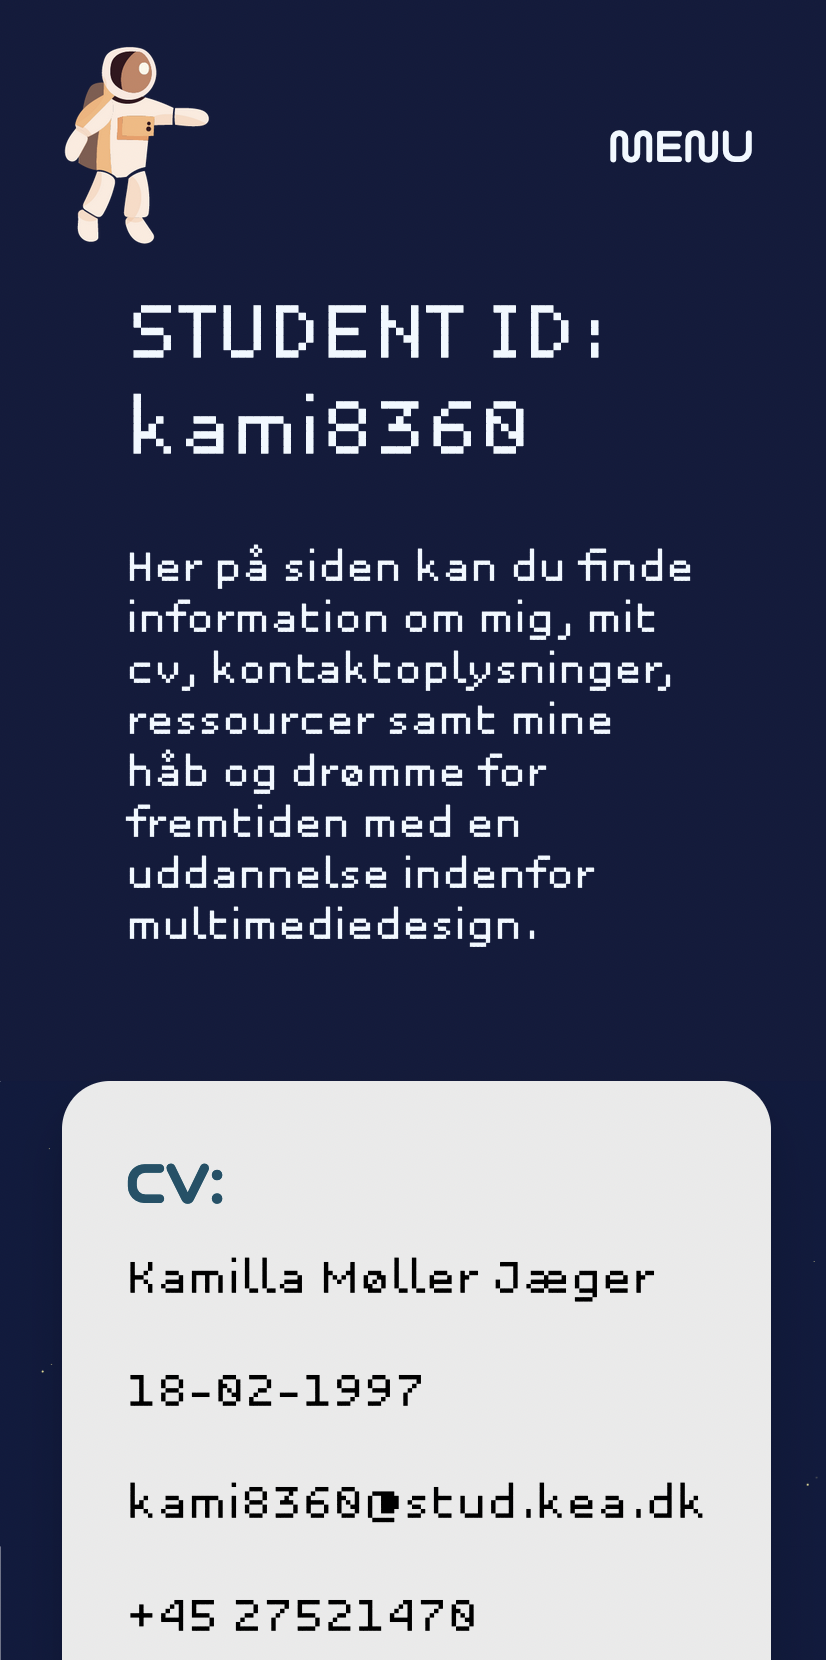 MENU
STUDENT ID:
kami8360
Her på siden kan du finde
information om mig, mit
cv, kontaktoplysninger,
ressourcer samt mine
håb og drømme for
fremtiden med en
uddannelse indenfor
multimediedesign.
CV:
Kamilla Møller Jæger
18-02-1997
kami8360@stud.kea.dk
+45 27521470